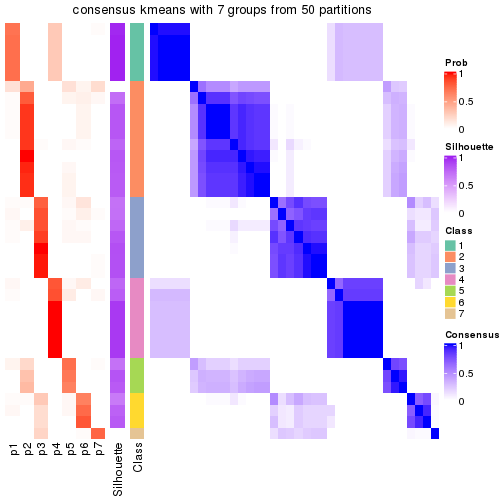 consensus kmeans with 7 groups from 50 partitions
Prob
1
0.5
0
Silhouette
1
0.5
0
Class
1
2
3
4
5
6
7
Consensus
1
0.5
0
p1
p2
p3
p4
p5
p6
p7
Silhouette
Class